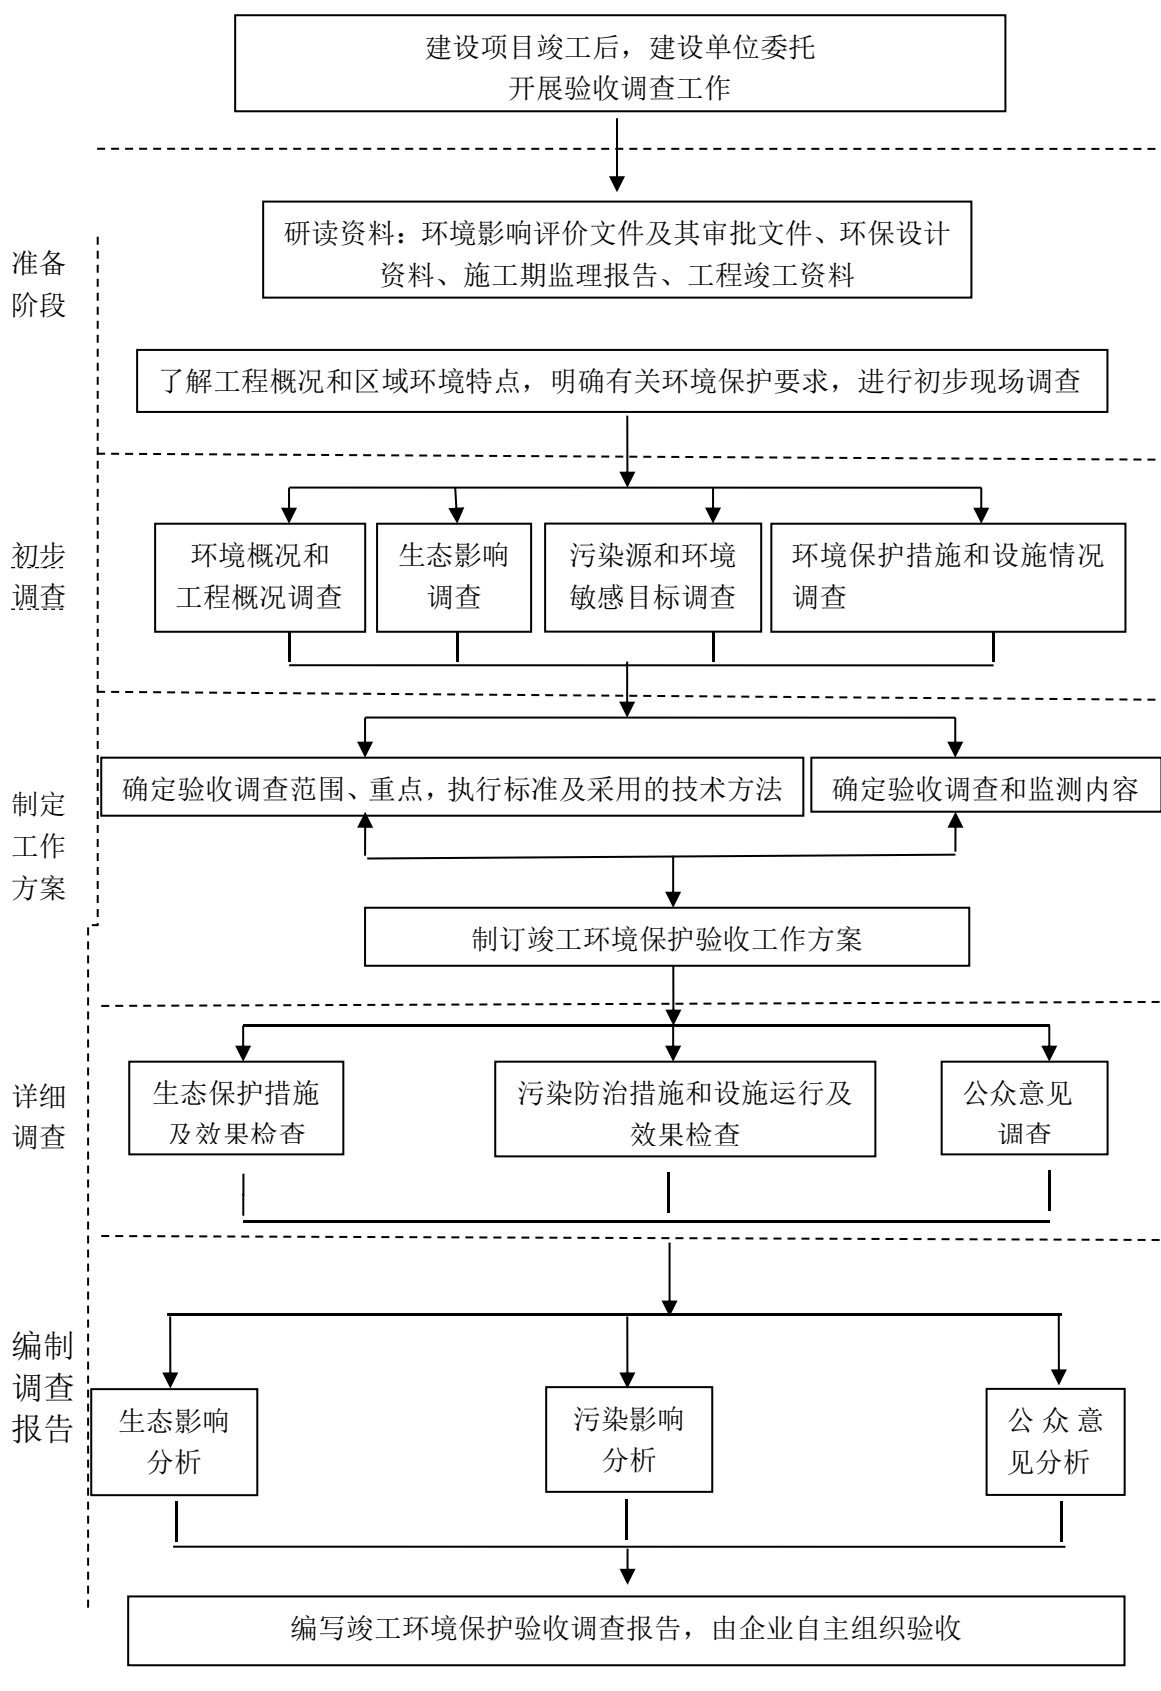 建设项目竣工后，建设单位委托
开展验收调查工作
准备
阶段
研读资料：环境影响评价文件及其审批文件、环保设计
资料、施工期监理报告、工程竣工资料
了解工程概况和区域环境特点，明确有关环境保护要求，进行初步现场调查
初步
调查
环境概况和
工程概况调查
生态影响
调查
污染源和环境
敏感目标调查
环境保护措施和设施情况
调查
制定
工作
方案
确定验收调查范围、重点，执行标准及采用的技术方法
确定验收调查和监测内容
制订竣工环境保护验收工作方案
详细
调查
生态保护措施
及效果检查
污染防治措施和设施运行及
效果检查
公众意见
调查
编制
调查
报告
生态影响
分析
污染影响
分析
公众意
见分析
编写竣工环境保护验收调查报告，由企业自主组织验收